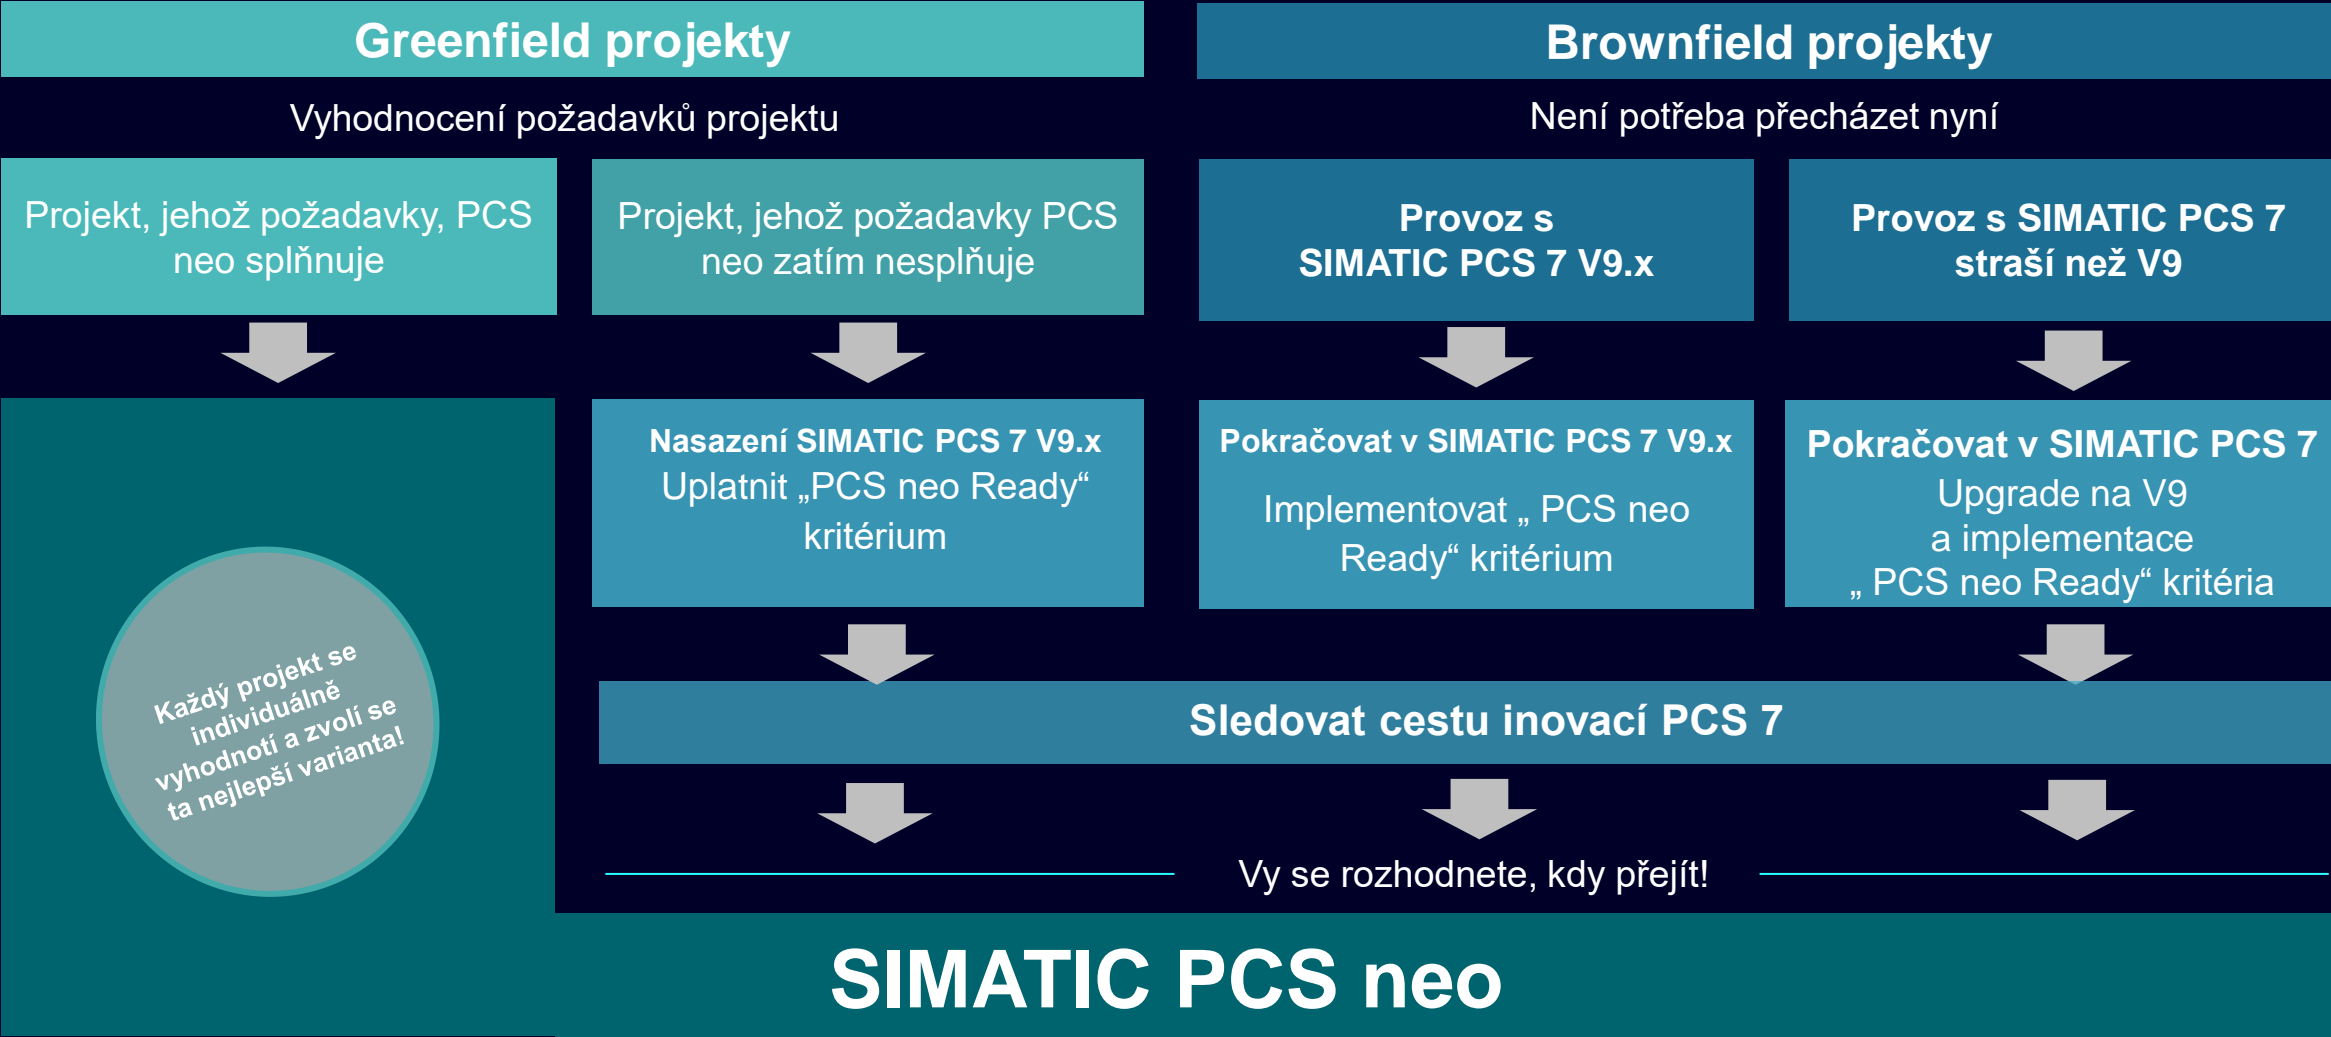 Greenfield projekty
Brownfield projekty
Vyhodnocení požadavků projektu
Není potřeba přecházet nyní
Projekt, jehož požadavky, PCS
neo splňnuje
Projekt, jehož požadavky PCS
neo zatím nesplňuje
Provoz s
SIMATIC PCS 7 V9.x
Provoz s SIMATIC PCS 7
straší než V9
Nasazení SIMATIC PCS 7 V9.x
Uplatnit „PCS neo Ready“
kritérium
Pokračovat v SIMATIC PCS 7 V9.x
Implementovat „ PCS neo
Ready“ kritérium
Pokračovat v SIMATIC PCS 7
Upgrade na V9
a implementace
„ PCS neo Ready“ kritéria
Každý projekt se
individuálně
vyhodnotí a zvolí se
ta nejlepší varianta!
Sledovat cestu inovací PCS 7
Vy se rozhodnete, kdy přejít!
SIMATIC PCS neo